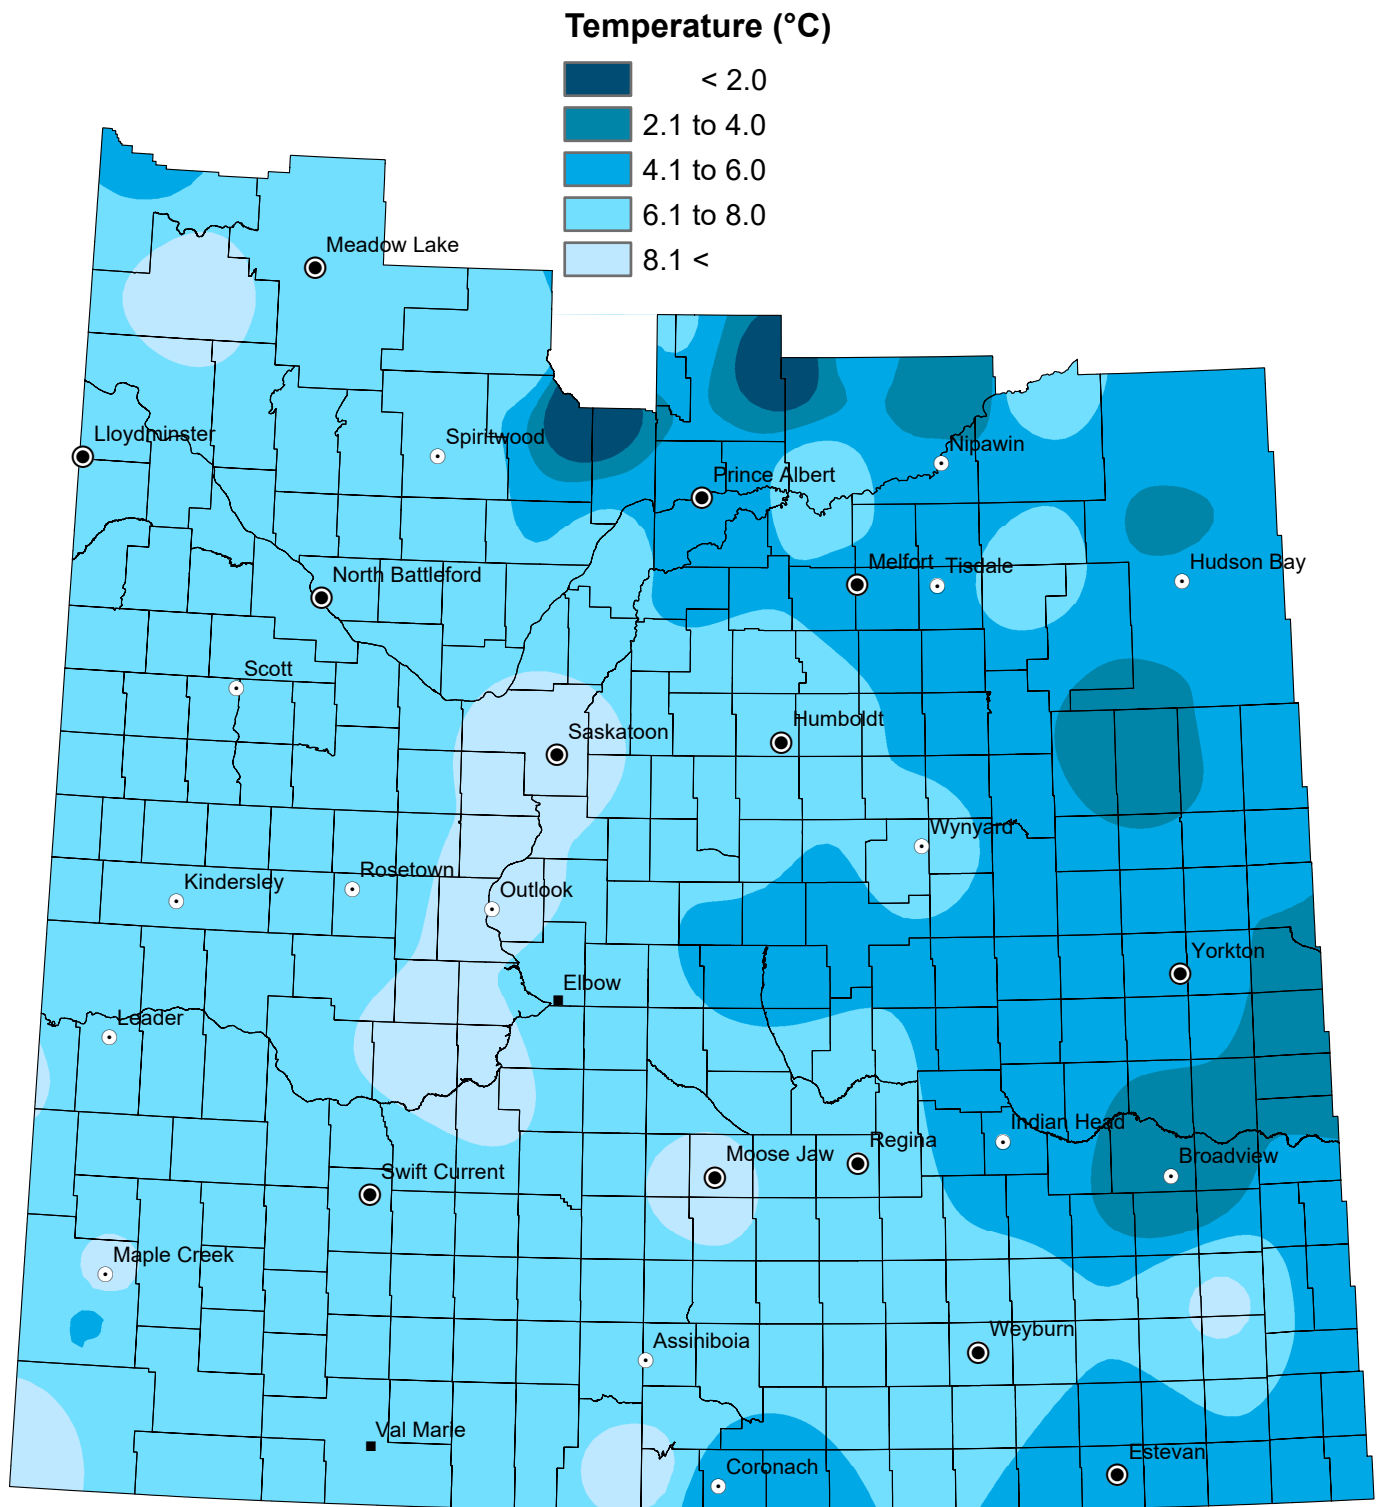 Temperature (°C)
< 2.0
2.1 to 4.0
4.1 to 6.0
6.1 to 8.0
8.1 <
Meadow Lake
Lloydminster
Spiritwood
Nipawin
Prince Albert
Melfort
Tisdale
Hudson Bay
North Battleford
Scott
Saskatoon
Humboldt
Wynyard
Rosetown
Kindersley
Outlook
Yorkton
Elbow
Leader
Indian Head
Regina
Moose Jaw
Broadview
Swift Current
Maple Creek
Weyburn
Assiniboia
Val Marie
Estevan
Coronach